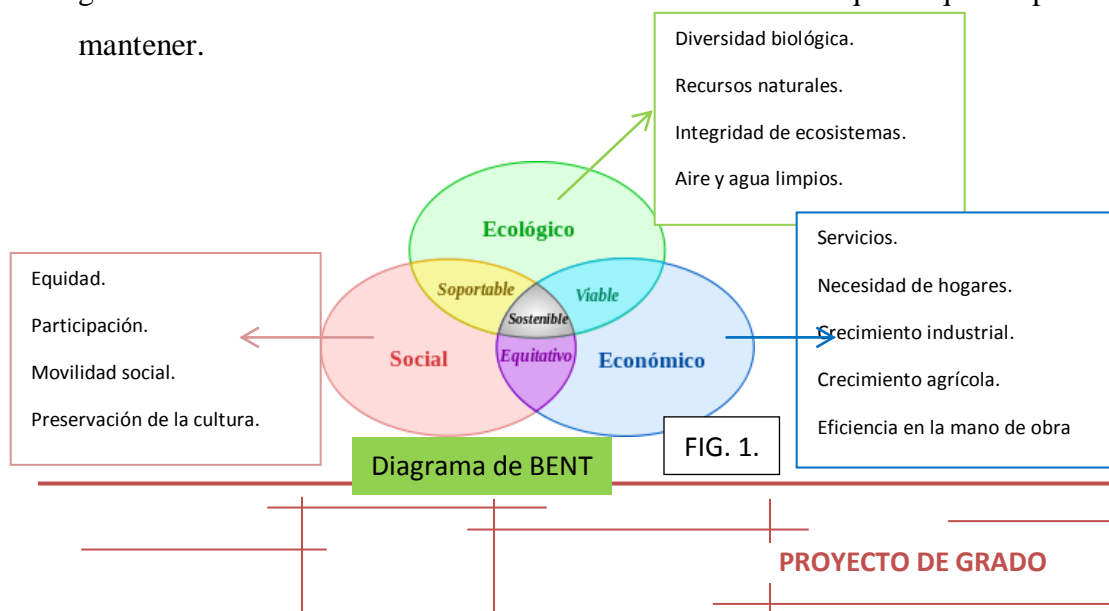 mantener.
Diversidad biológica.
Recursos naturales.
Integridad de ecosistemas.
Aire y agua limpios.
Ecológico
Servicios.
Necesidad de hogares.
Crecimiento industrial.
Crecimiento agrícola.
Eficiencia en la mano de obra
Equidad.
Participación.
Movilidad social.
Preservación de la cultura.
Soportable
Viable
Sostenible
Social
Equitativo
Económico
FIG. 1.
Diagrama de BENT
PROYECTO DE GRADO